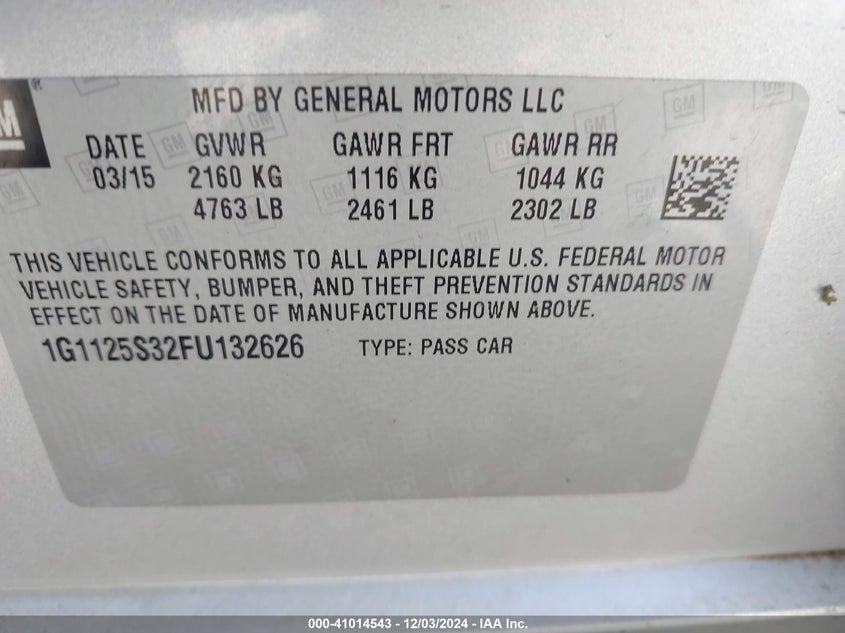 GM
®
MFD BY GENERAL MOTORS LLC
DATE GVWR GAWR FRT GAWR RR
03/15 2160 KG 1116 KG 1044 KG
4763 LB 2461 LB 2302 LB
THIS VEHICLE CONFORMS TO ALL APPLICABLE U.S. FEDERAL MOTOR
VEHICLE SAFETY, BUMPER, AND THEFT PREVENTION STANDARDS IN
EFFECT ON THE DATE OF MANUFACTURE SHOWN ABOVE.
1G1125S32FU132626 TYPE: PASS CAR
000-41014543 - 12/03/2024 - IAA Inc.